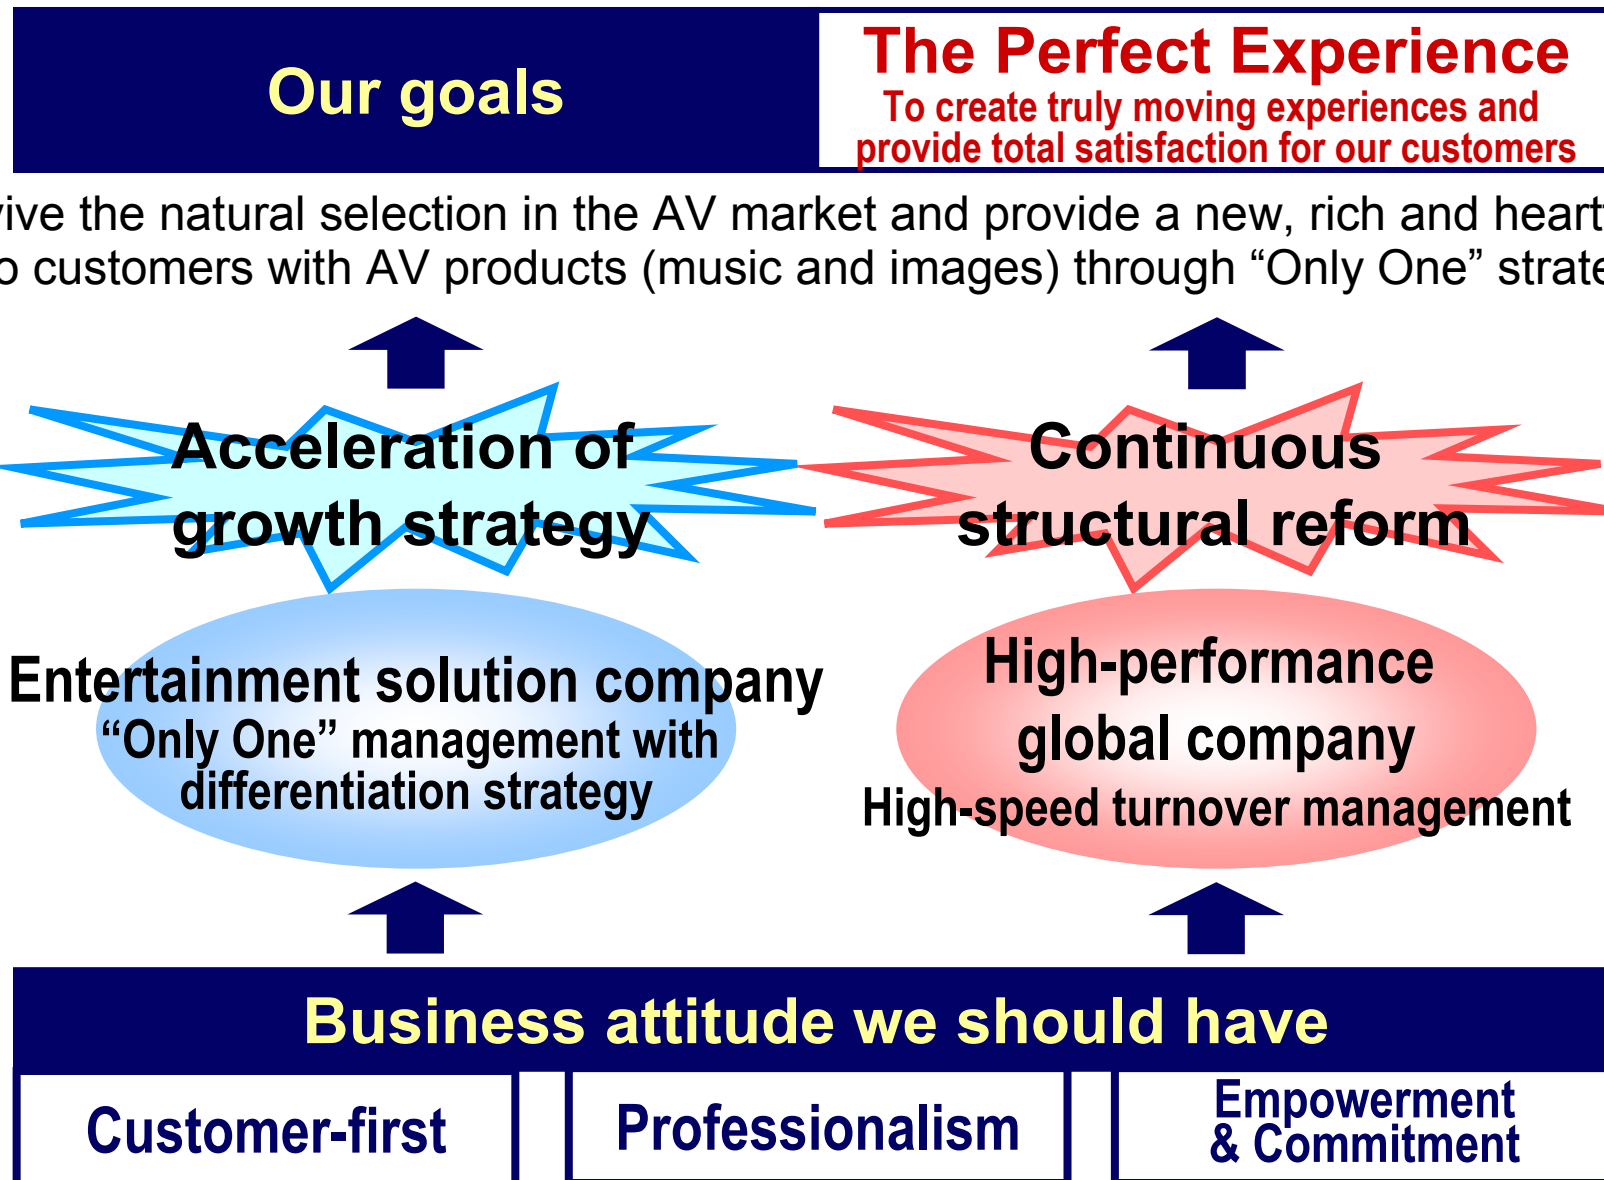 Our goals
The Perfect Experience
To create truly moving experiences and
provide total satisfaction for our customers
the natural selection in the AV market and provide a new, rich and
customers with AV products (music and images) through “Only One”
Acceleration of
growth strategy
Continuous
structural reform
Entertainment solution company
“Only One” management with
differentiation strategy
High-performance
global company
High-speed turnover management
Business attitude we should have
Customer-first
Professionalism
Empowerment
& Commitment